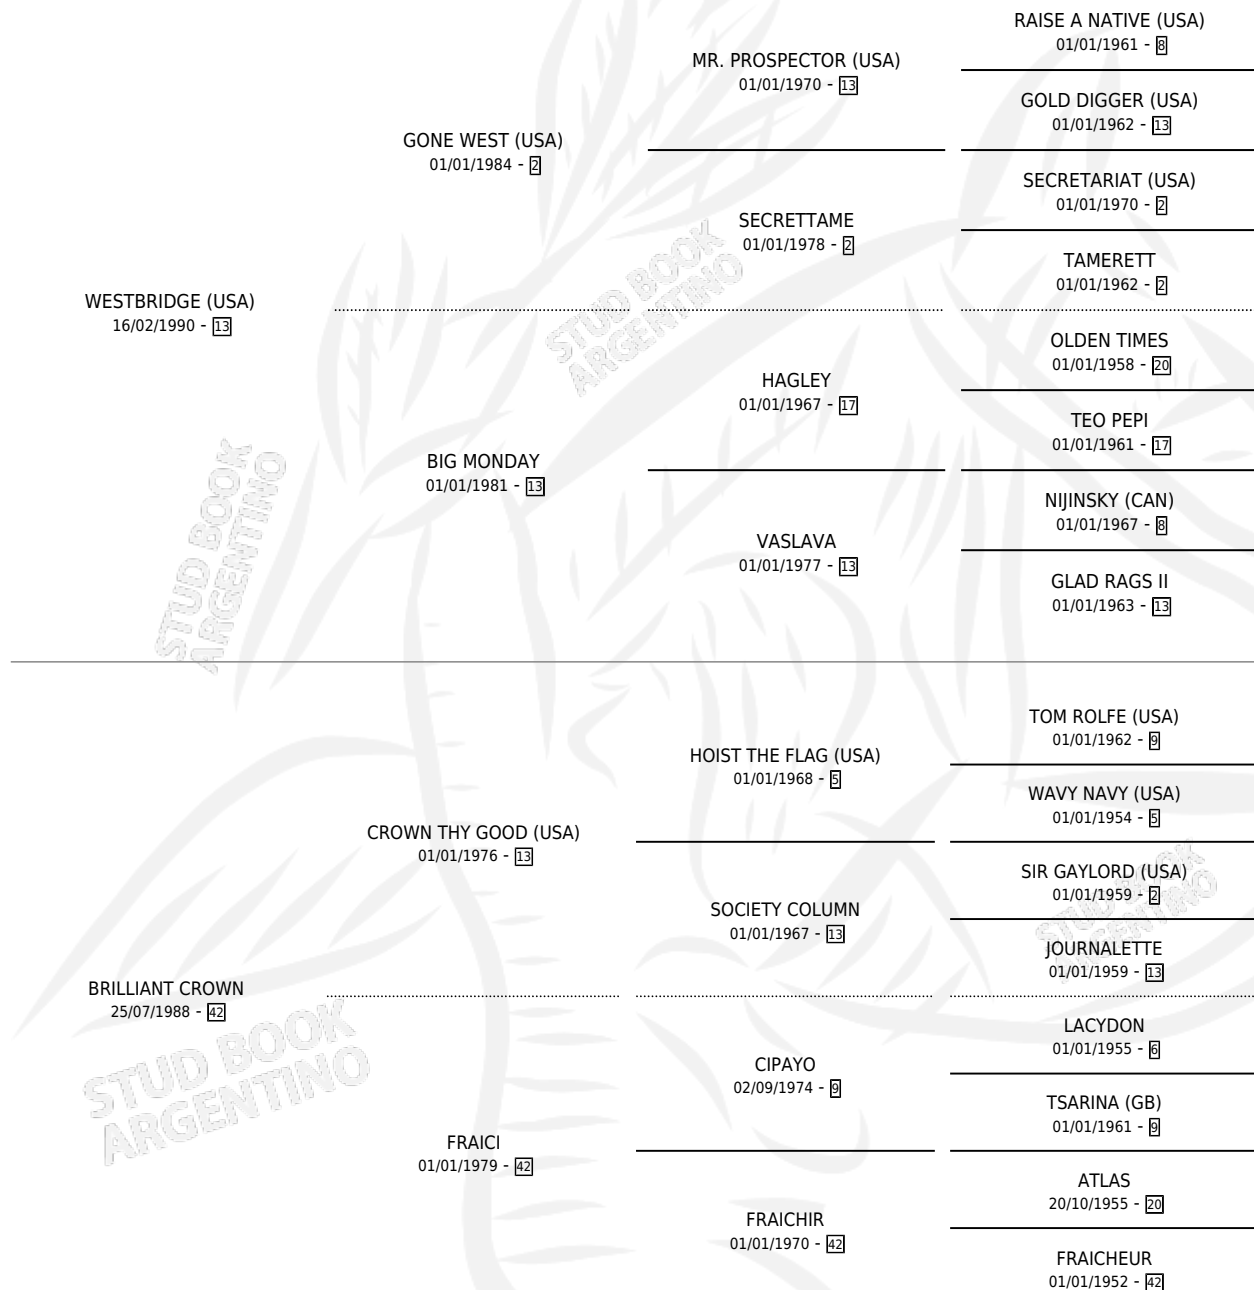 RAISE A NATIVE (USA)
01/01/1961 - 8
MR. PROSPECTOR (USA)
01/01/1970 - 13
GOLD DIGGER (USA)
01/01/1962 - 13
GONE WEST (USA)
01/01/1984 - 2
SECRETARIAT (USA)
01/01/1970 - 2
SECRETTAME
01/01/1978 - 2
TAMERETT
01/01/1962 - 2
WESTBRIDGE (USA)
16/02/1990 - 13
OLDEN TIMES
01/01/1958 - 20
HAGLEY
01/01/1967 - 17
TEO PEPI
01/01/1961 - 17
BIG MONDAY
01/01/1981 - 13
NIJINSKY (CAN)
01/01/1967 - 8
VASLAVA
01/01/1977 - 13
GLAD RAGS II
01/01/1963 - 13
STUD BOOK
ARGENTINO
STUD BOOK
ARGENTINO
TOM ROLFE (USA)
01/01/1962 - 9
HOIST THE FLAG (USA)
01/01/1968 - 5
WAVY NAVY (USA)
01/01/1954 - 5
CROWN THY GOOD (USA)
01/01/1976 - 13
SIR GAYLORD (USA)
01/01/1959 - 2
SOCIETY COLUMN
01/01/1967 - 13
JOURNALETTE
01/01/1959 - 13
BRILLIANT CROWN
25/07/1988 - 42
LACYDON
01/01/1955 - 6
CIPAYO
02/09/1974 - 9
TSARINA (GB)
01/01/1961 - 9
FRAICI
01/01/1979 - 42
ATLAS
20/10/1955 - 20
FRAICHIR
01/01/1970 - 42
FRAICHEUR
01/01/1952 - 42
STUD BOOK
ARGENTINO
STUD BOOK
ARGENTINO